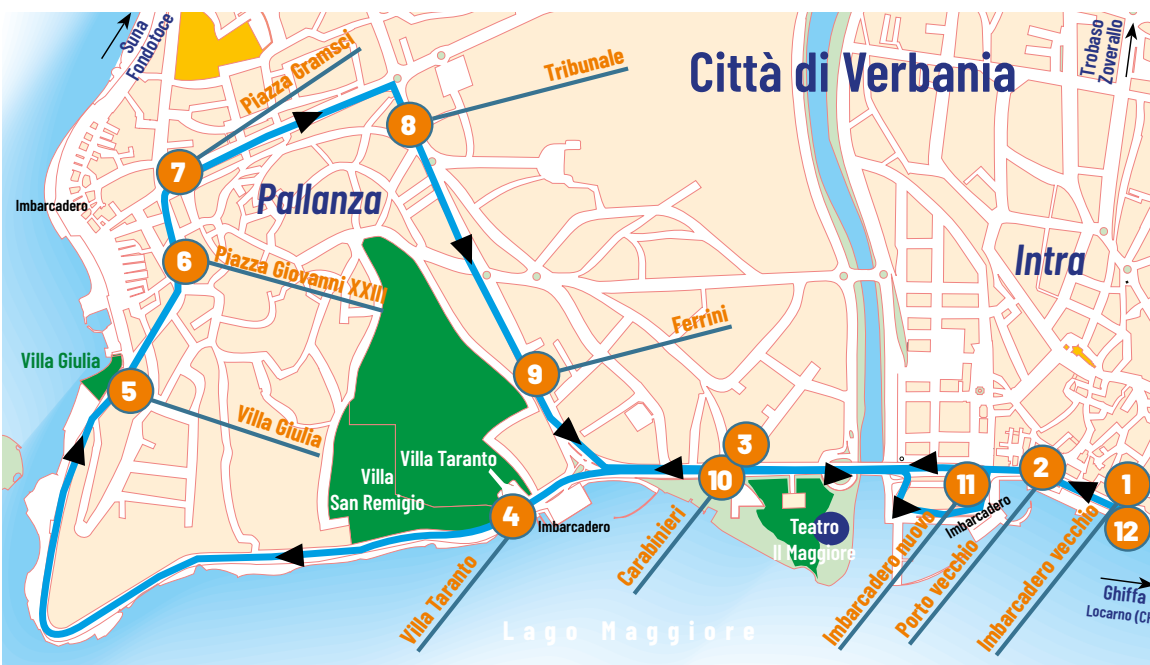 Suna
Fondotoce
Piazza Gramsci
Tribunale
Città di Verbania
Trobaso
Zoverallo
8
7
Pallanza
Imbarcadero
6
Piazza Giovanni XXIII
Intra
Ferrini
Villa Giulia
9
5
Villa Giulia
3
Villa Taranto
Villa
San Remigio
10
2
11
1
4
Imbarcadero
12
Teatro
Il Maggiore
Imbarcadero
Carabinieri
Villa Taranto
Imbarcadero nuovo
Porto vecchio
Imbarcadero vecchio
Ghiffa
Locarno (CH
Lago Maggiore